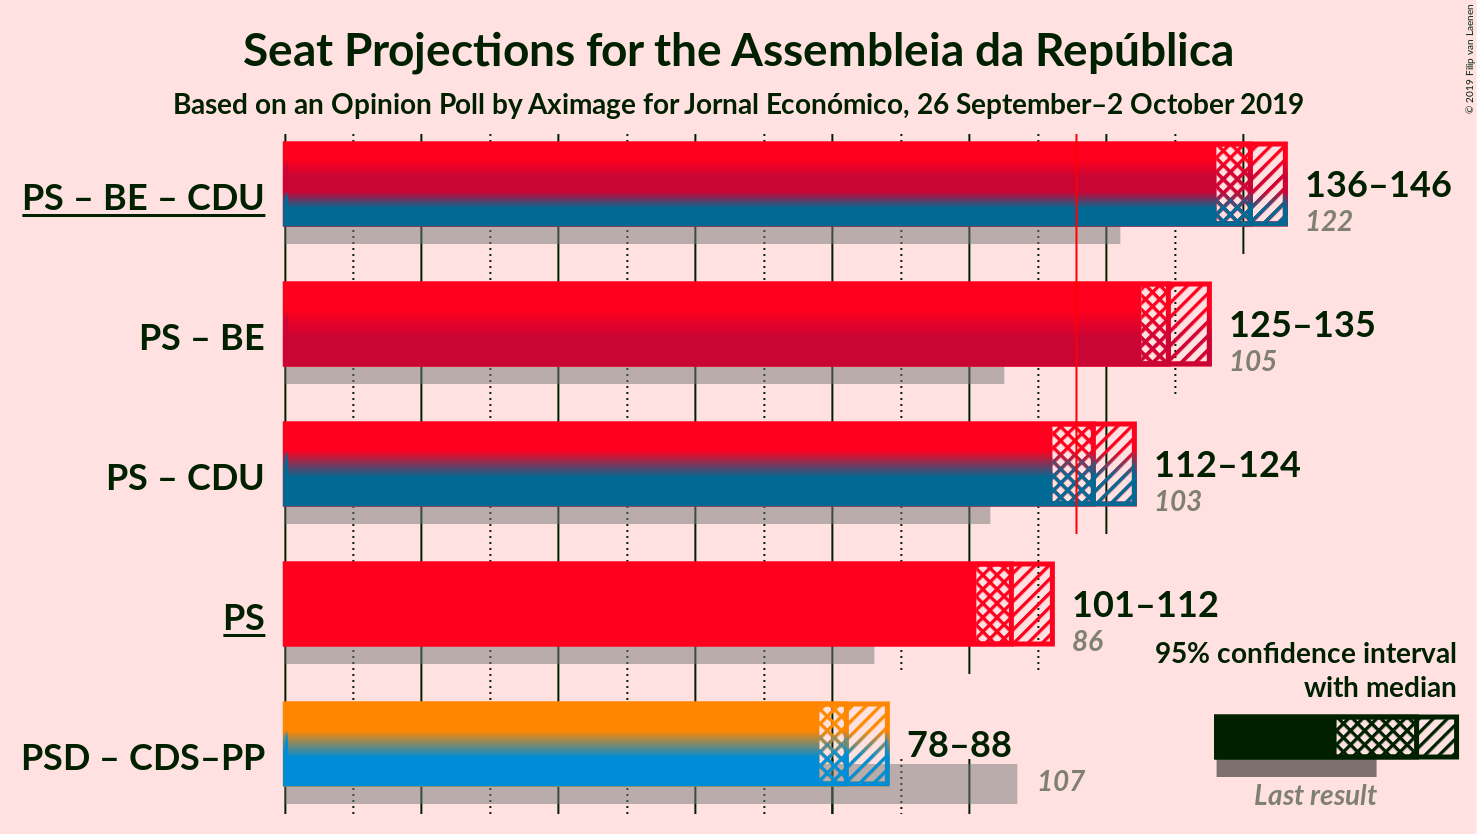 Seat Projections for the Assembleia da República
Based on an Opinion Poll by Aximage for Jornal Económico, 26 September–2 October 2019
© 2019 Filip van Laenen
PS – BE – CDU
136–146
122
PS – BE
125–135
105
PS – CDU
112–124
103
PS
101–112
86
PSD – CDS–PP
78–88
107
95% confidence interval
with median
Last result